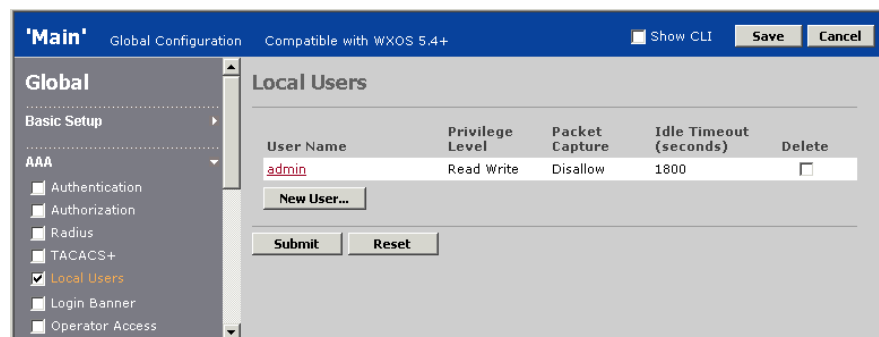 'Main' Global Configuration Compatible with WXOS 5.4+ Show CLI Save Cancel
Global
Basic Setup
AAA
Authentication
Authorization
Radius
TACACS+
Local Users
Login Banner
Operator Access
Local Users
User Name Privilege Level Packet Capture Idle Timeout (seconds) Delete
admin Read Write Disallow 1800
New User...
Submit Reset